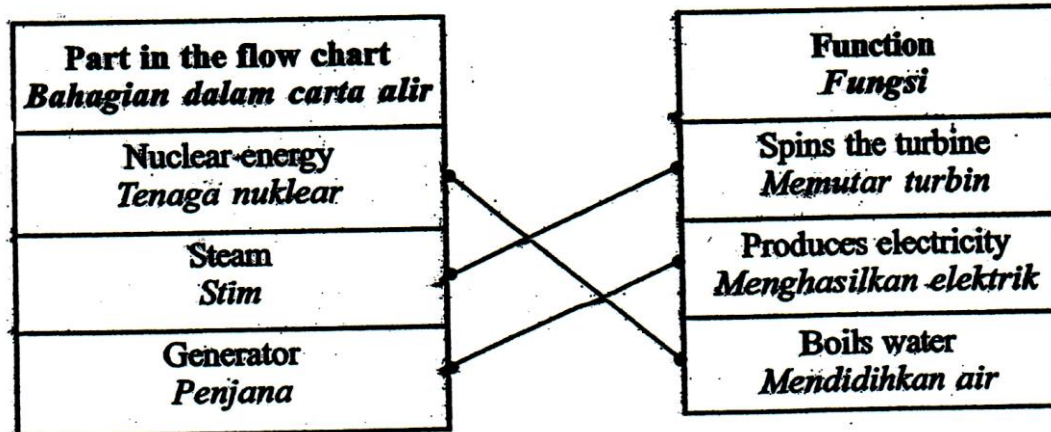 Part in the flow chart
Bahagian dalam carta alir
Nuclear energy
Tenaga nuklear
Steam
Stim
Generator
Penjana
Function
Fungsi
Spins the turbine
Memutar turbin
Produces electricity
Menghasilkan elektrik
Boils water
Mendidihkan air